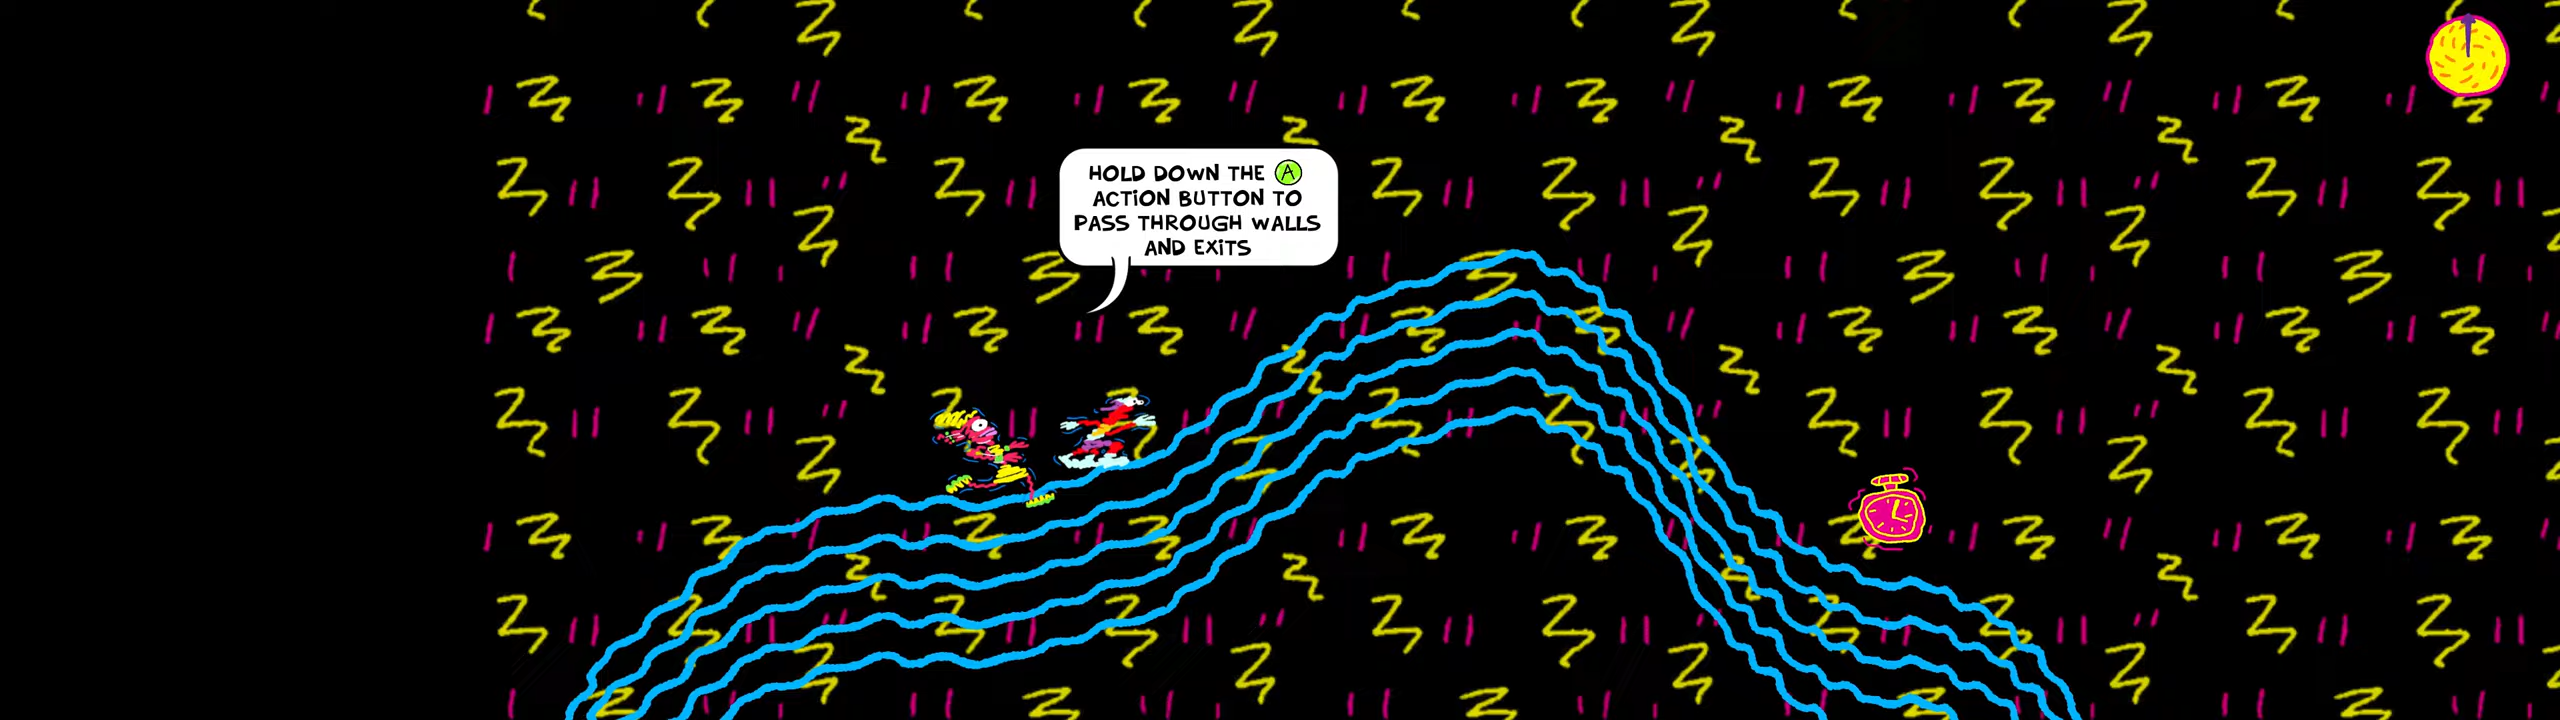 HOLD DOWN THE A
ACTION BUTTON TO
PASS THROUGH WALLS
AND EXITS